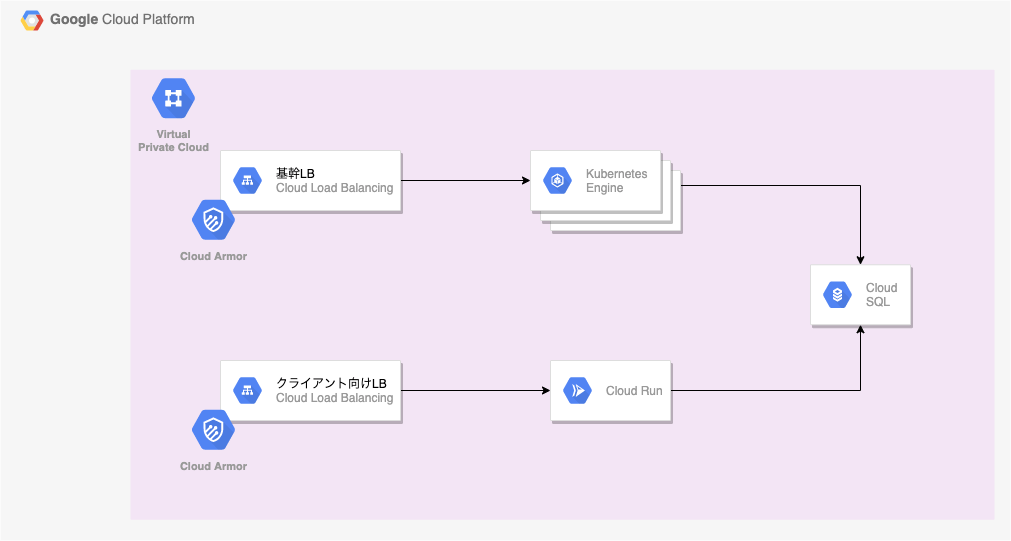 Google Cloud Platform
Virtual
Private Cloud
基幹LB
Cloud Load Balancing
Cloud Armor
Kubernetes
Engine
Cloud
SQL
クライアント向けLB
Cloud Load Balancing
Cloud Armor
Cloud Run